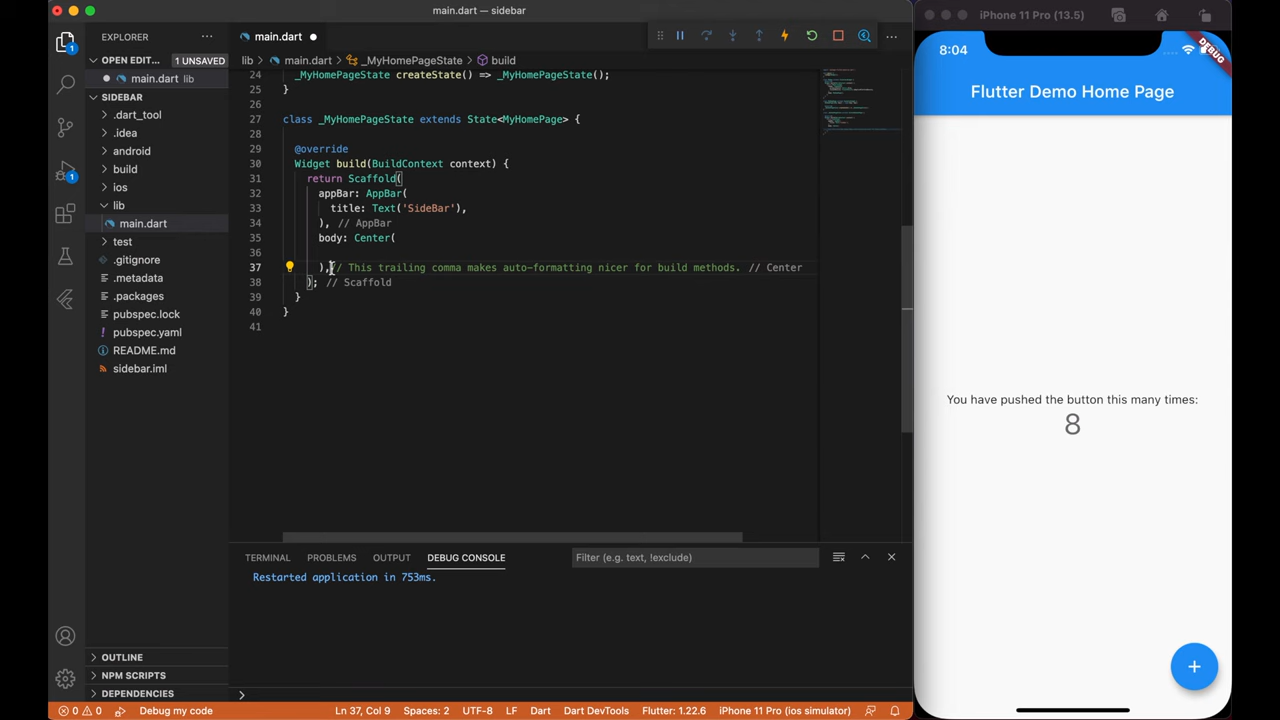 main.dart — sidebar
iPhone 11 Pro (13.5)
EXPLORER
OPEN EDIT... 1 UNSAVED
main.dart lib
SIDEBAR
.dart_tool
.idea
android
build
ios
lib
main.dart
test
.gitignore
.metadata
.packages
pubspec.lock
pubspec.yaml
README.md
sidebar.iml
OUTLINE
NPM SCRIPTS
DEPENDENCIES
1
1
main.dart
lib > main.dart > _MyHomePageState > build
24 _MyHomePageState createState() => _MyHomePageState();
25 }
26
27 class _MyHomePageState extends State<MyHomePage> {
28
29 @override
30 Widget build(BuildContext context) {
31 return Scaffold(
32 appBar: AppBar(
33 title: Text('SideBar'),
34 ), // AppBar
35 body: Center(
36
37 ),// This trailing comma makes auto-formatting nicer for build methods. // Center
38 ); // Scaffold
39 }
40 }
41
TERMINAL PROBLEMS OUTPUT DEBUG CONSOLE Filter (e.g. text, !exclude)
Restarted application in 753ms.
0 0 Debug my code Ln 37, Col 9 Spaces: 2 UTF-8 LF Dart Dart DevTools Flutter: 1.22.6 iPhone 11 Pro (ios simulator)
8:04
DEBUG
Flutter Demo Home Page
You have pushed the button this many times:
8